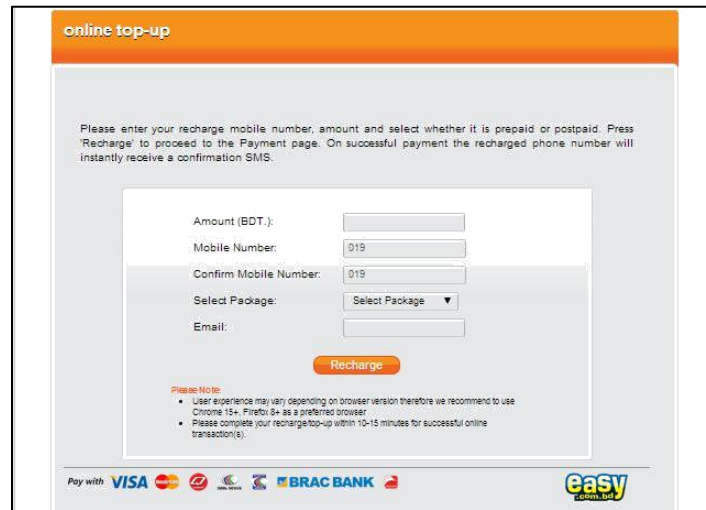 online top-up
Please enter your recharge mobile number, amount and select whether it is prepaid or postpaid. Press
'Recharge' to proceed to the Payment page. On successful payment the recharged phone number will
instantly receive a confirmation SMS.
Amount (BDT.):
Mobile Number: 019
Confirm Mobile Number: 019
Select Package: Select Package
Email:
Recharge
Please Note:
User experience may vary depending on browser version therefore we recommend to use
Chrome 15+, Firefox 8+ as a preferred browser
Please complete your recharge/top-up within 10-15 minutes for successful online
transaction(s).
Pay with VISA BRAC BANK easy
.com.bd